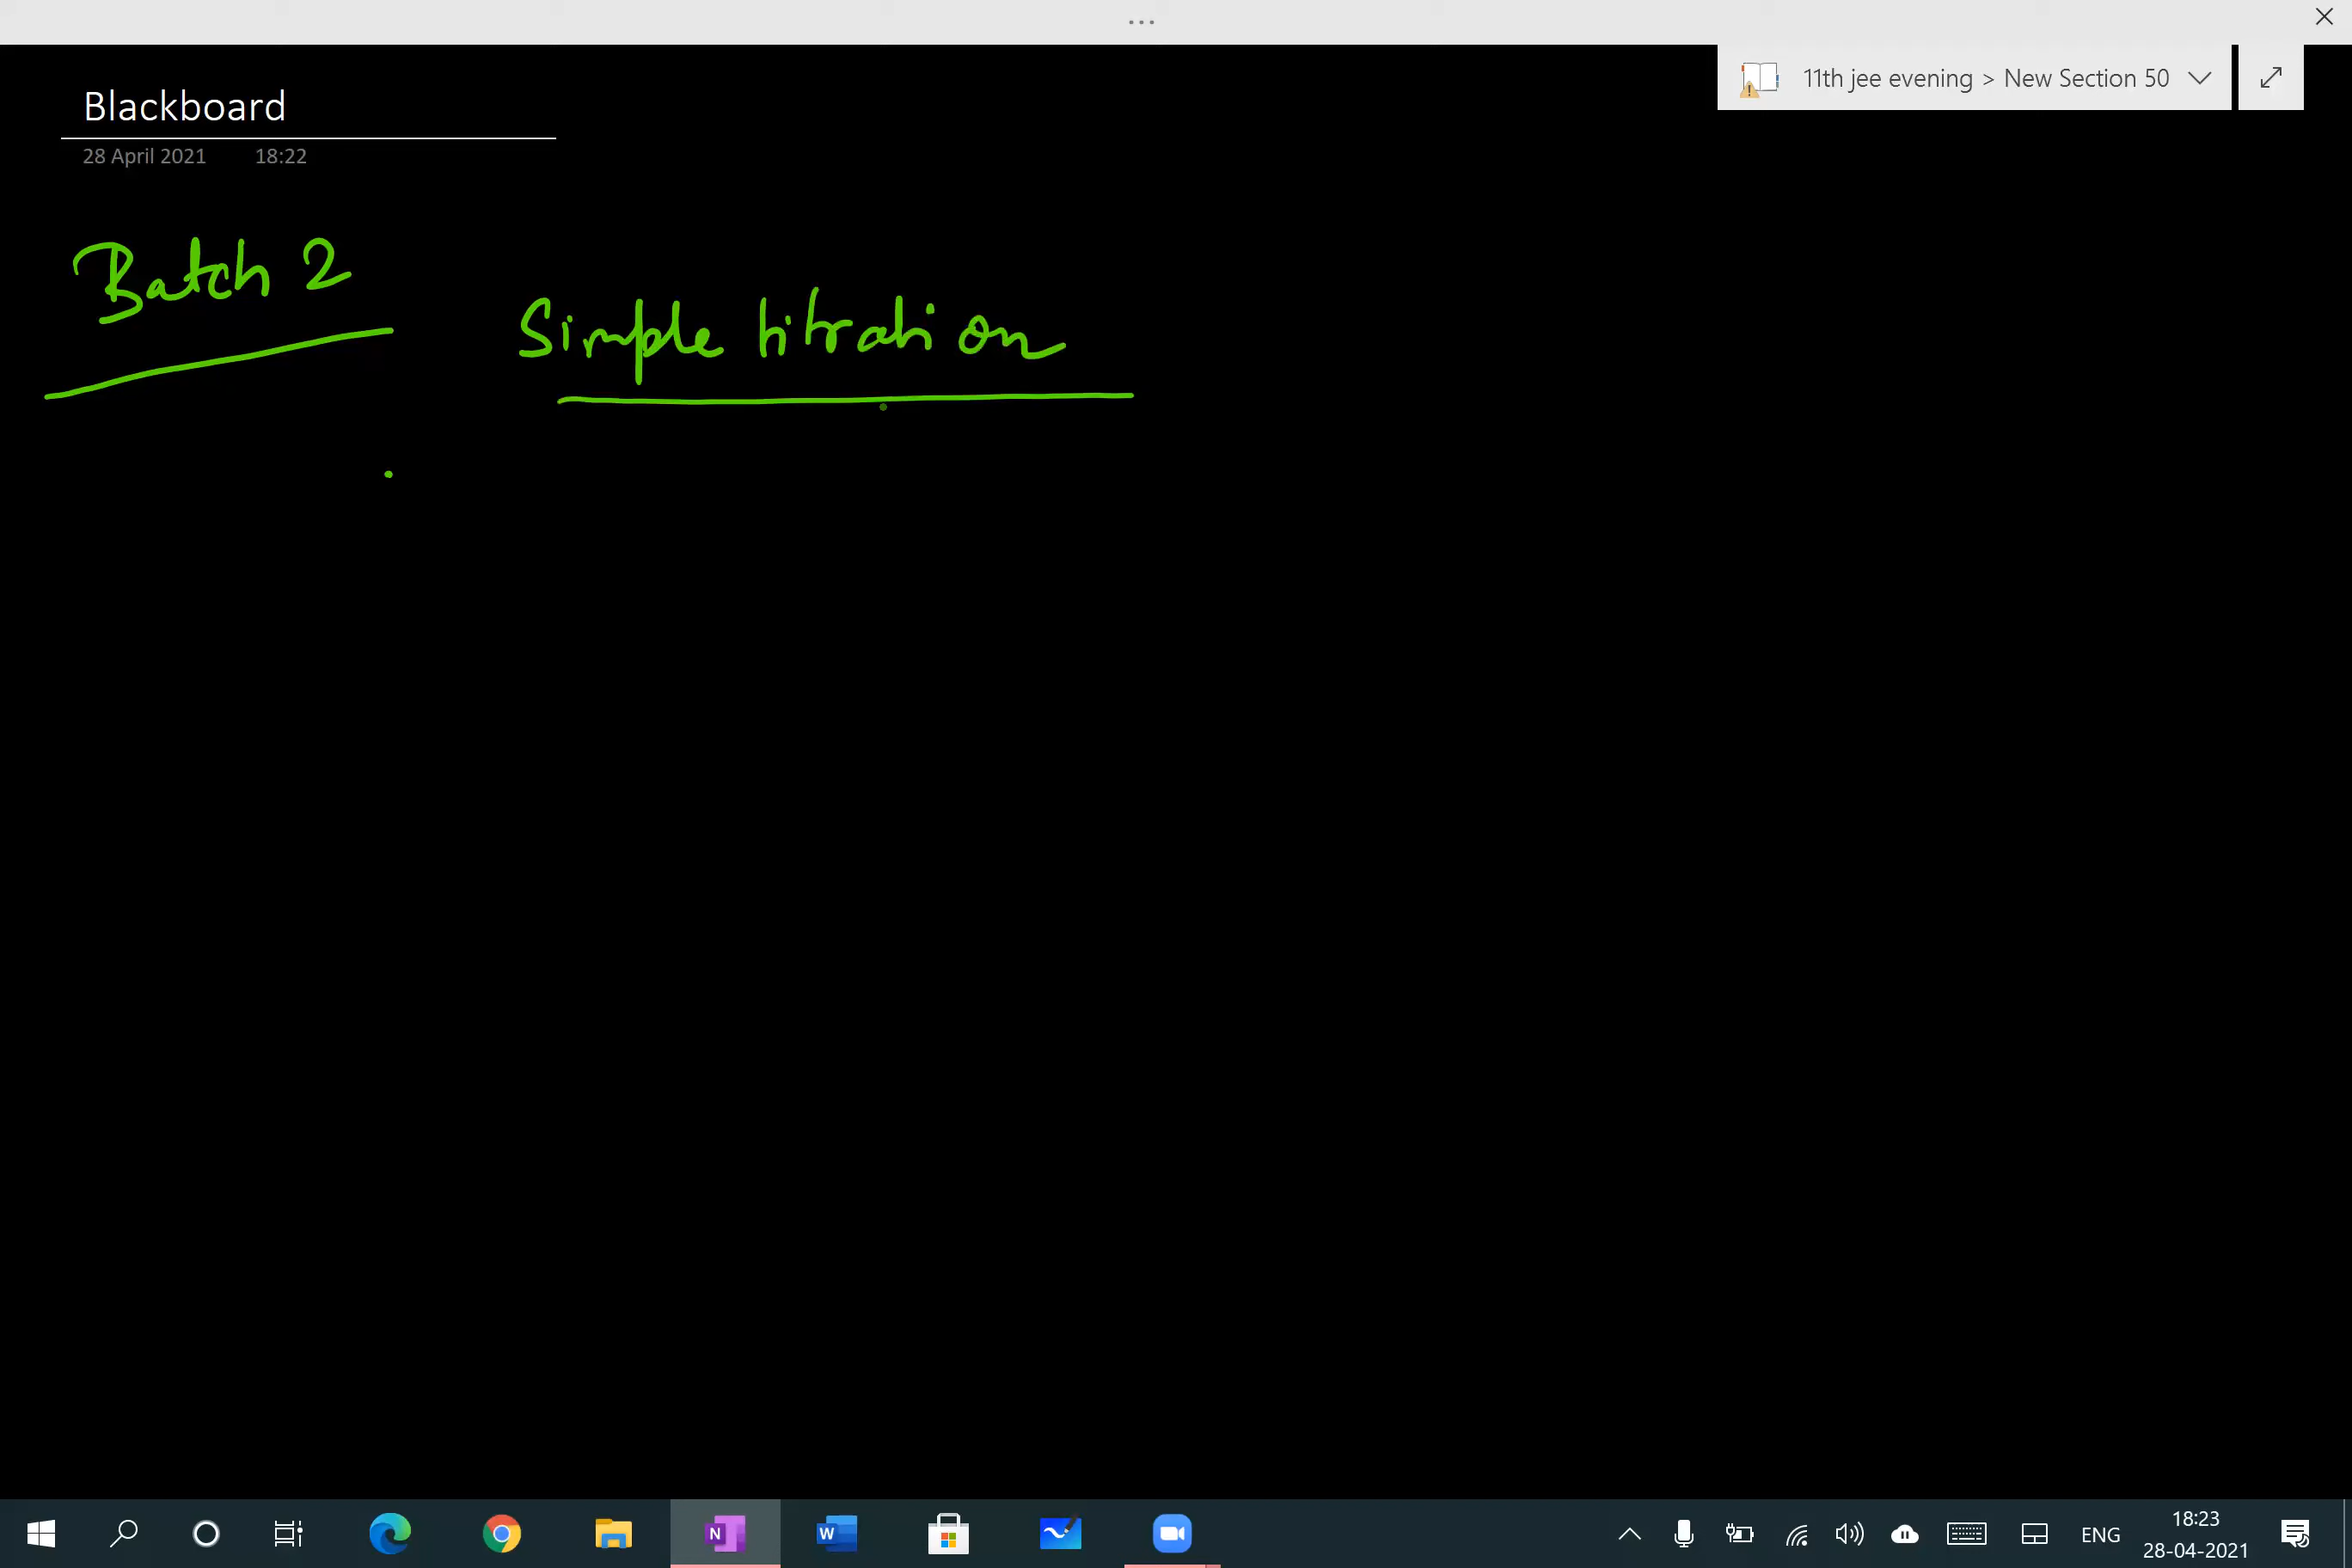 Blackboard
11th jee evening > New Section 50
28 April 2021 18:22
Batch 2
Simple titration
ENG
18:23
28-04-2021